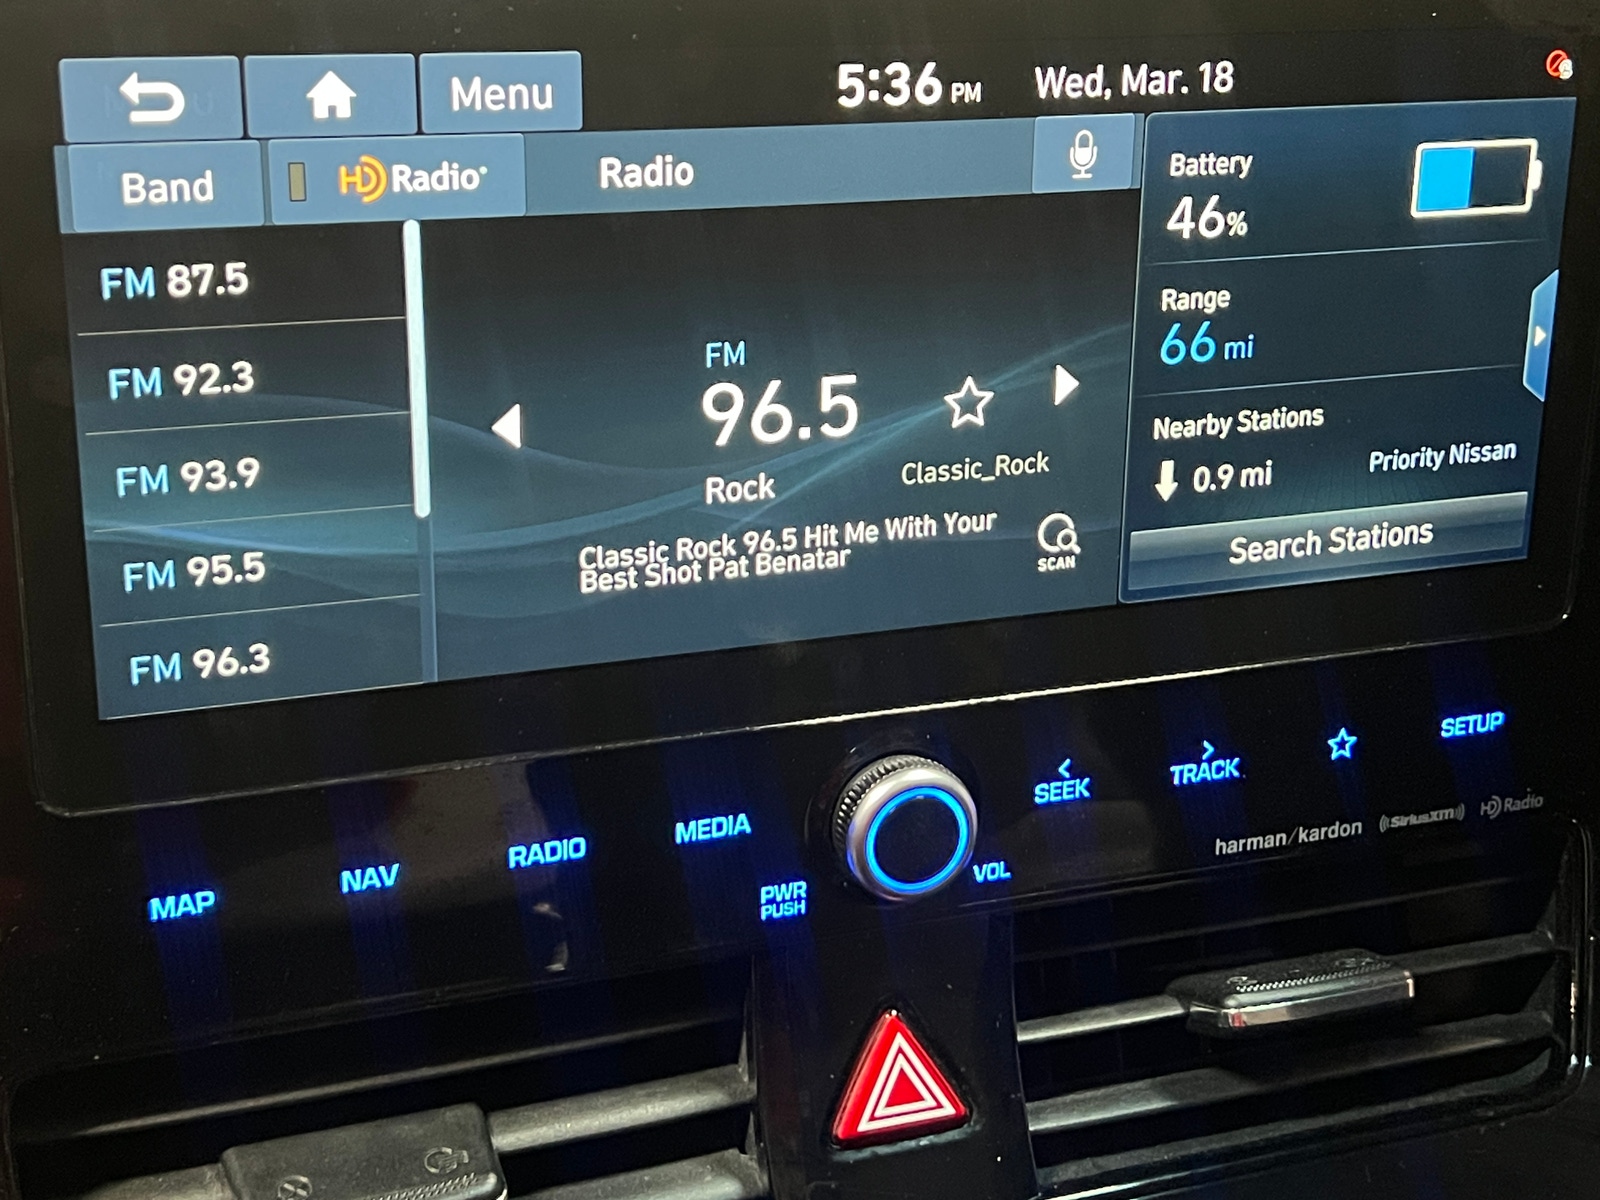 Menu
5:36 PM
Wed, Mar. 18
Band
HD Radio
Radio
FM 87.5
FM 92.3
FM 93.9
FM 95.5
FM 96.3
FM
96.5
Rock
Classic_Rock
Classic Rock 96.5 Hit Me With Your
Best Shot Pat Benatar
SCAN
Battery
46%
Range
66 mi
Nearby Stations
0.9 mi
Priority Nissan
Search Stations
MAP
NAV
RADIO
MEDIA
PWR
PUSH
VOL
< SEEK
> TRACK
SETUP
harman/kardon
((SiriusXM))
HD Radio